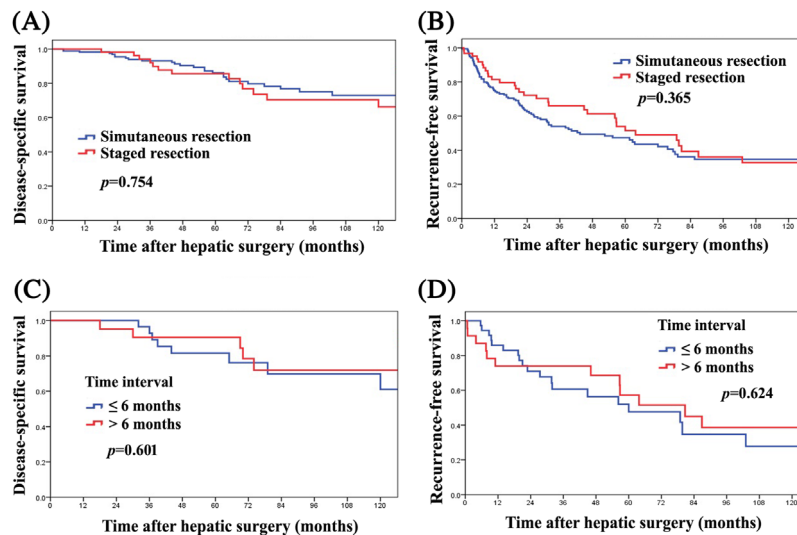 (A)
Disease-specific survival
1.0
0.8
0.6
0.4
0.2
0.0
Simutaneous resection
Staged resection
p=0.754
0 12 24 36 48 60 72 84 96 108 120
Time after hepatic surgery (months)
(B)
Recurrence-free survival
1.0
0.8
0.6
0.4
0.2
0.0
Simutaneous resection
Staged resection
p=0.365
0 12 24 36 48 60 72 84 96 108 120
Time after hepatic surgery (months)
(C)
Disease-specific survival
1.0
0.8
0.6
0.4
0.2
0.0
Time interval
≤ 6 months
> 6 months
p=0.601
0 12 24 36 48 60 72 84 96 108 120
Time after hepatic surgery (months)
(D)
Recurrence-free survival
1.0
0.8
0.6
0.4
0.2
0.0
Time interval
≤ 6 months
> 6 months
p=0.624
0 12 24 36 48 60 72 84 96 108 120
Time after hepatic surgery (months)